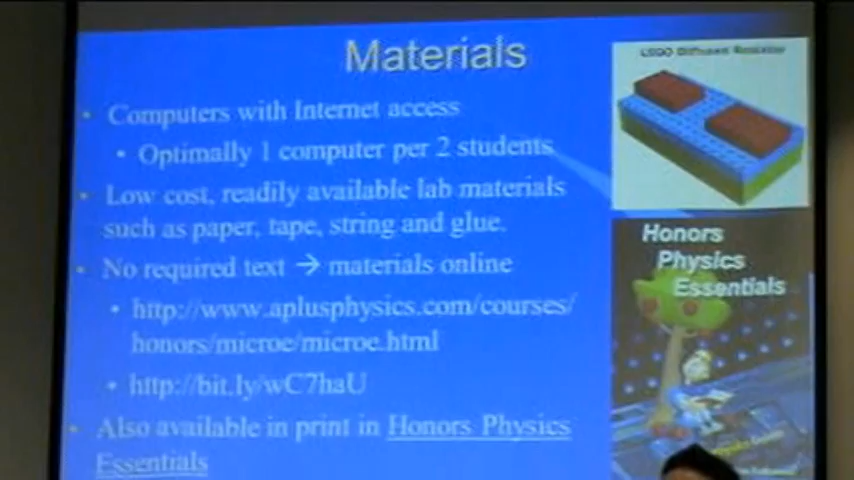 Materials
• Computers with Internet access
• Optimally 1 computer per 2 students
• Low cost, readily available lab materials
such as paper, tape, string and glue.
• No required text → materials online
• http://www.aplusphysics.com/courses/
honors/microe/microe.html
• http://bit.ly/wC7haU
• Also available in print in Honors Physics
Essentials
LEGO Diffused Resistor
Honors
Physics
Essentials